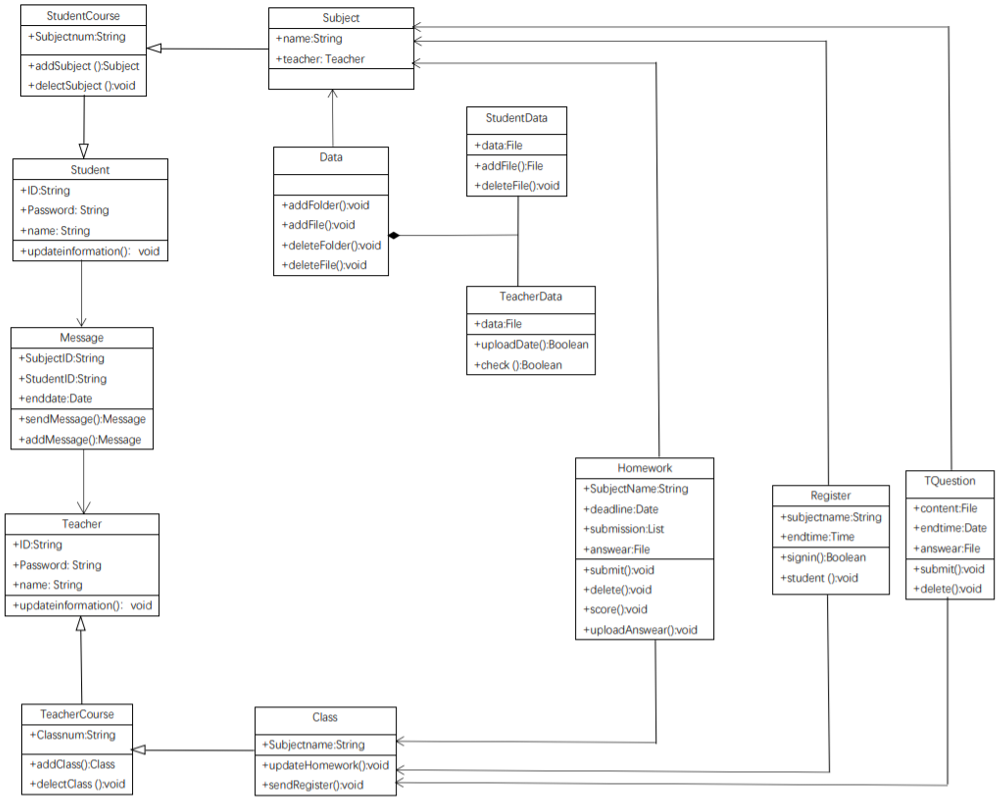 StudentCourse
+Subjectnum:String
+addSubject ():Subject
+delectSubject ():void
Subject
+name:String
+teacher: Teacher
StudentData
+data:File
+addFile():File
+deleteFile():void
Data
+addFolder():void
+addFile():void
+deleteFolder():void
+deleteFile():void
Student
+ID:String
+Password: String
+name: String
+updateinformation(): void
TeacherData
+data:File
+uploadDate():Boolean
+check ():Boolean
Message
+SubjectID:String
+StudentID:String
+enddate:Date
+sendMessage():Message
+addMessage():Message
Homework
+SubjectName:String
+deadline:Date
+submission:List
+answear:File
+submit():void
+delete():void
+score():void
+uploadAnswear():void
Register
+subjectname:String
+endtime:Time
+signin():Boolean
+student ():void
TQuestion
+content:File
+endtime:Date
+answear:File
+submit():void
+delete():void
Teacher
+ID:String
+Password: String
+name: String
+updateinformation(): void
TeacherCourse
+Classnum:String
+addClass():Class
+delectClass ():void
Class
+Subjectname:String
+updateHomework():void
+sendRegister():void